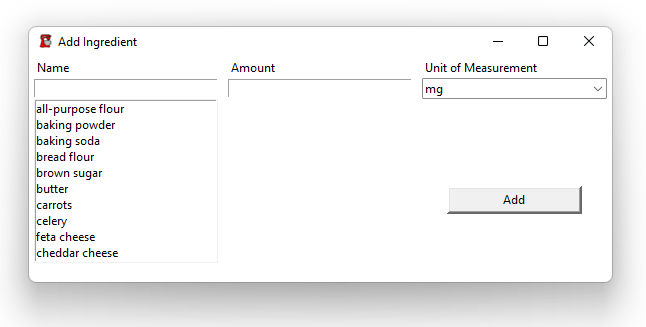 Add Ingredient
Name Amount Unit of Measurement
mg
all-purpose flour
baking powder
baking soda
bread flour
brown sugar
butter
carrots
celery
feta cheese
cheddar cheese
Add